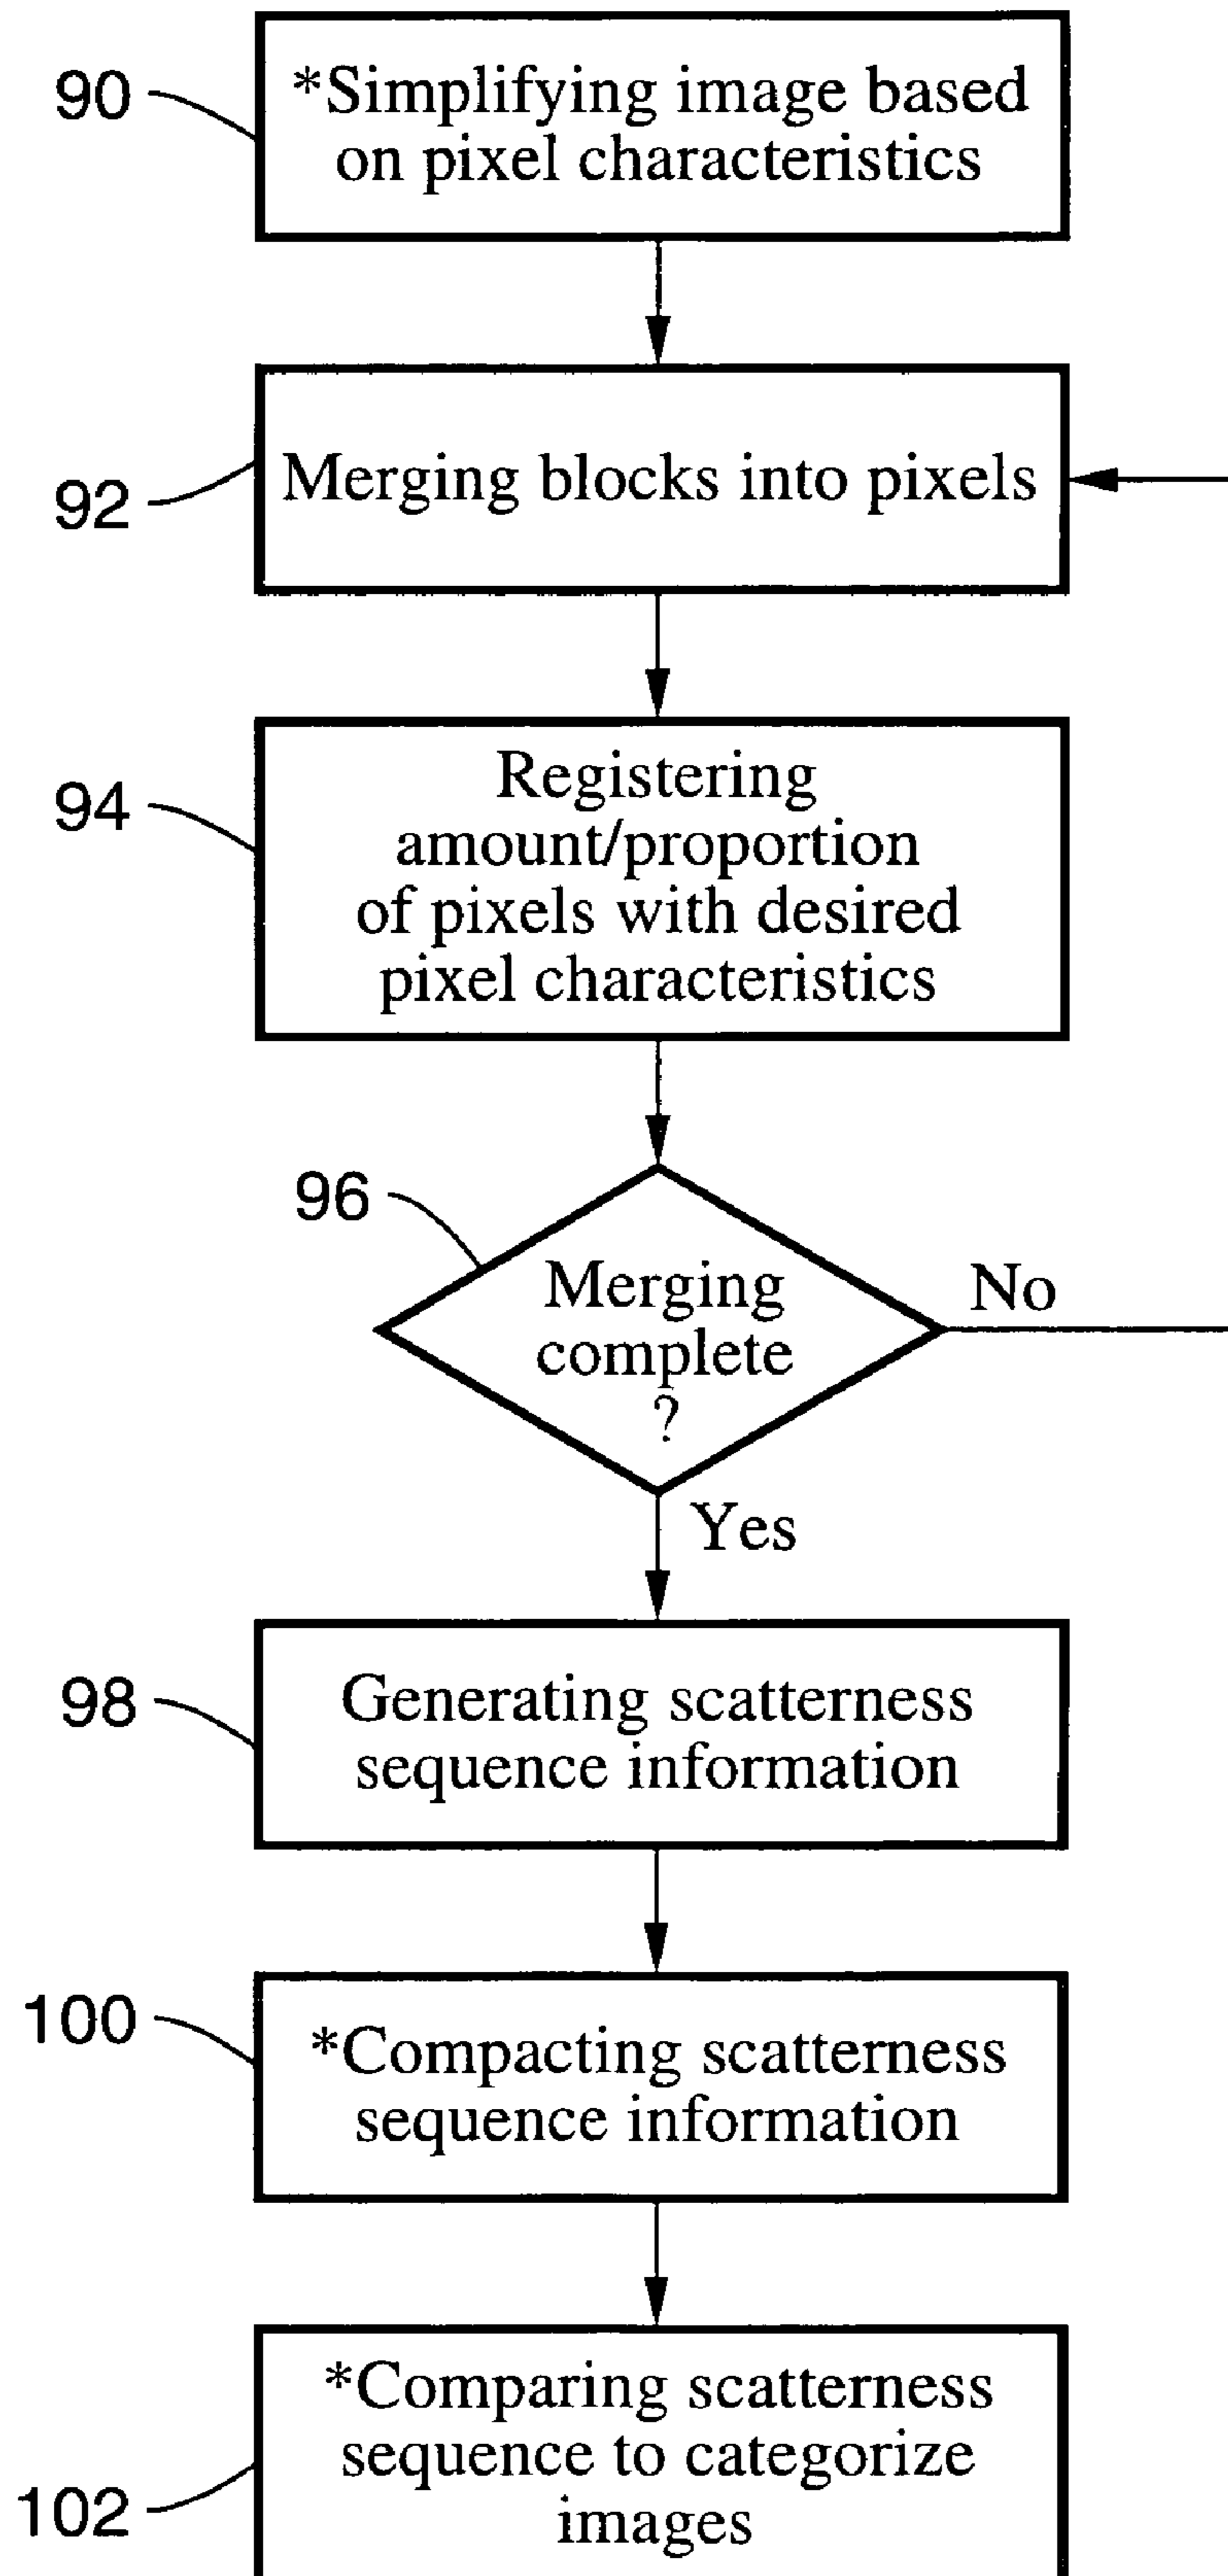 90
*Simplifying image based
on pixel characteristics
92
Merging blocks into pixels
94
Registering
amount/proportion
of pixels with desired
pixel characteristics
96
Merging
complete
?
No
Yes
98
Generating scatterness
sequence information
100
*Compacting scatterness
sequence information
102
*Comparing scatterness
sequence to categorize
images